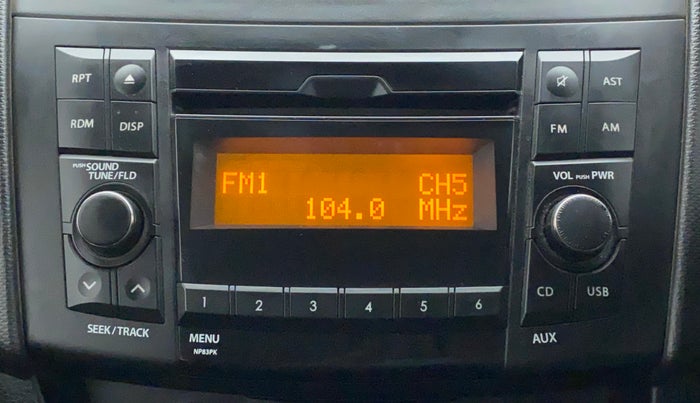 RPT
RDM DISP
PUSH SOUND
TUNE/FLD
SEEK/TRACK
FM1 CH5
104.0 MHz
1 2 3 4 5 6
MENU
NP83PK
AST
FM AM
VOL PUSH PWR
CD USB
AUX